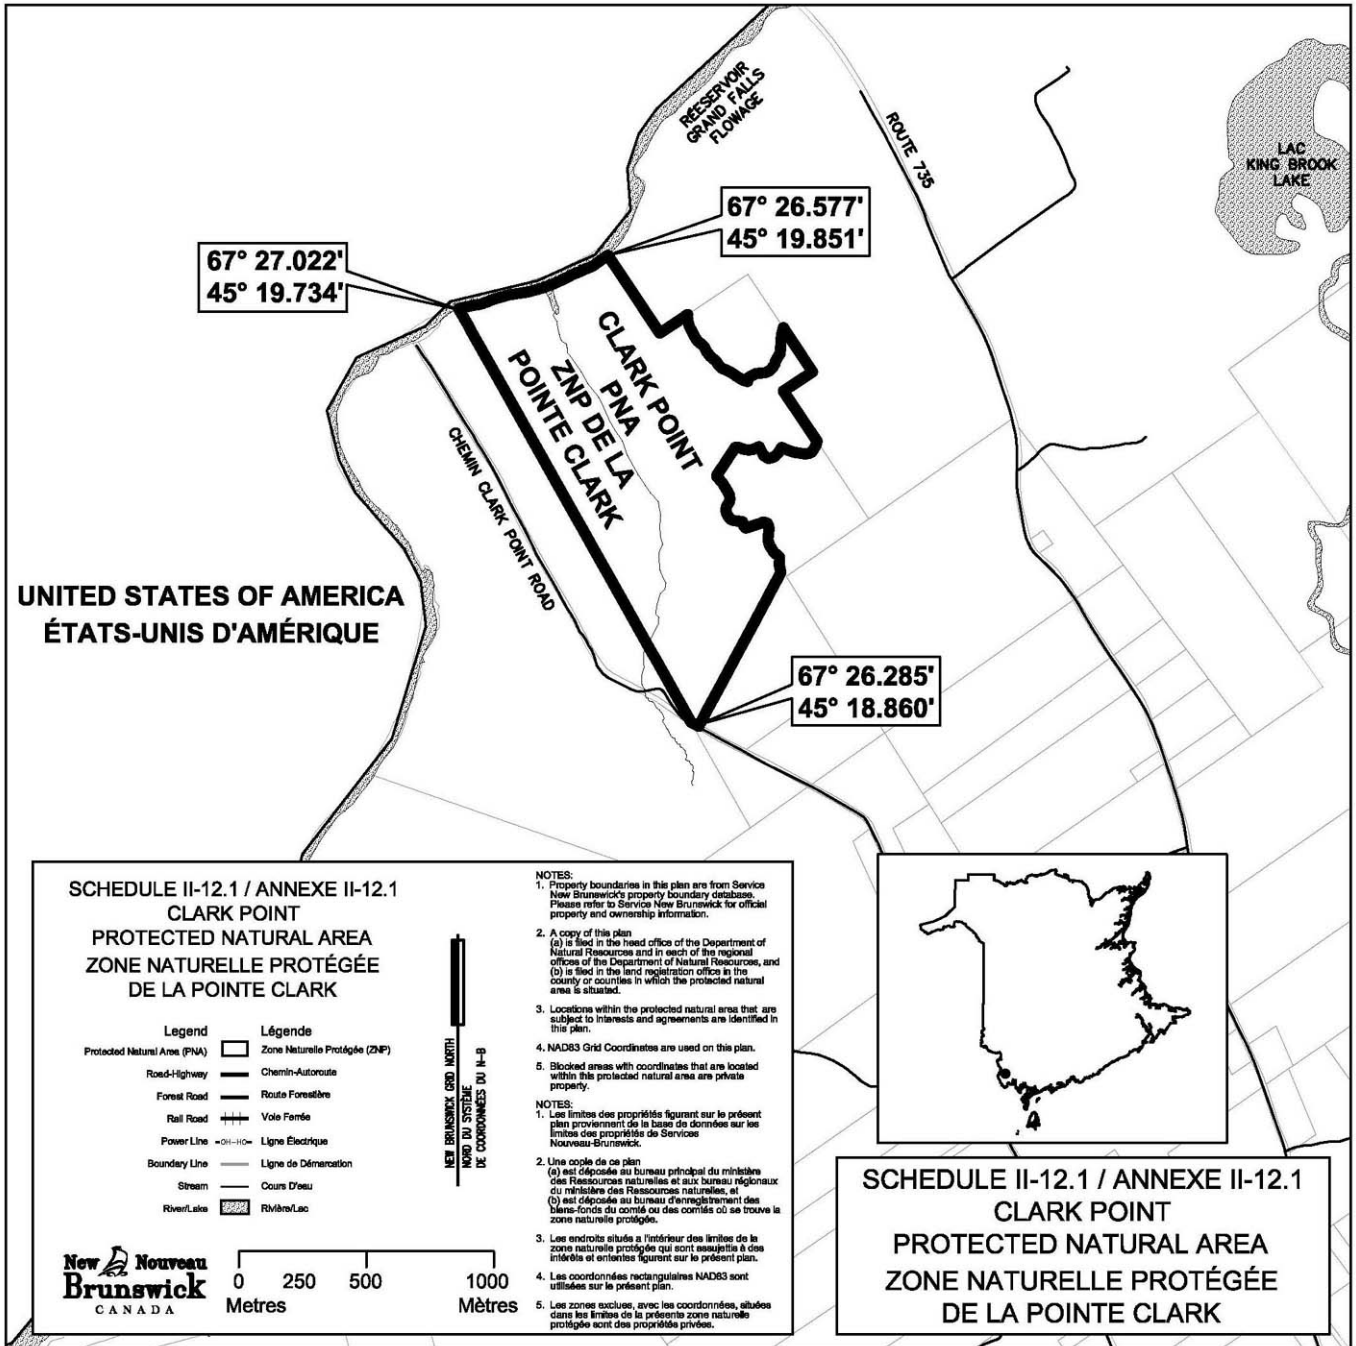 RÉESERVOIR
GRAND FALLS
FLOWAGE
ROUTE 735
LAC
KING BROOK
LAKE
67° 26.577'
45° 19.851'
67° 27.022'
45° 19.734'
CLARK POINT
PNA
ZNP DE LA
POINTE CLARK
CHEMIN CLARK POINT ROAD
UNITED STATES OF AMERICA
ÉTATS-UNIS D'AMÉRIQUE
67° 26.285'
45° 18.860'
SCHEDULE II-12.1 / ANNEXE II-12.1
CLARK POINT
PROTECTED NATURAL AREA
ZONE NATURELLE PROTÉGÉE
DE LA POINTE CLARK
Legend Légende
Protected Natural Area (PNA) Zone Naturelle Protégée (ZNP)
Road-Highway Chemin-Autoroute
Forest Road Route Forestière
Rail Road Voie Ferrée
Power Line OH-HO Ligne Électrique
Boundary Line Ligne de Démarcation
Stream Cours D'eau
River/Lake Rivière/Lac
NEW BRUNSWICK GRID NORTH
NORD DU SYSTÈME
DE COORDONNÉES DU N-B
New Nouveau
Brunswick
CANADA
0 250 500 1000
Metres Mètres
NOTES:
1. Property boundaries in this plan are from Service
New Brunswick's property boundary database.
Please refer to Service New Brunswick for official
property and ownership information.
2. A copy of this plan
(a) is filed in the head office of the Department of
Natural Resources and in each of the regional
offices of the Department of Natural Resources, and
(b) is filed in the land registration office in the
county or counties in which the protected natural
area is situated.
3. Locations within the protected natural area that are
subject to interests and agreements are identified in
this plan.
4. NAD83 Grid Coordinates are used on this plan.
5. Blocked areas with coordinates that are located
within this protected natural area are private
property.
NOTES:
1. Les limites des propriétés figurant sur le présent
plan proviennent de la base de données sur les
limites des propriétés de Services
Nouveau-Brunswick.
2. Une copie de ce plan
(a) est déposée au bureau principal du ministère
des Ressources naturelles et aux bureau régionaux
du ministère des Ressources naturelles, et
(b) est déposée au bureau d'enregistrement des
biens-fonds du comté ou des comtés où se trouve la
zone naturelle protégée.
3. Les endroits situés a l'intérieur des limites de la
zone naturelle protégée qui sont assujettis à des
intérêts et ententes figurent sur le présent plan.
4. Les coordonnées rectangulaires NAD83 sont
utilisées sur le présent plan.
5. Les zones exclues, avec les coordonnées, situées
dans les limites de la présente zone naturelle
protégée sont des propriétés privées.
SCHEDULE II-12.1 / ANNEXE II-12.1
CLARK POINT
PROTECTED NATURAL AREA
ZONE NATURELLE PROTÉGÉE
DE LA POINTE CLARK